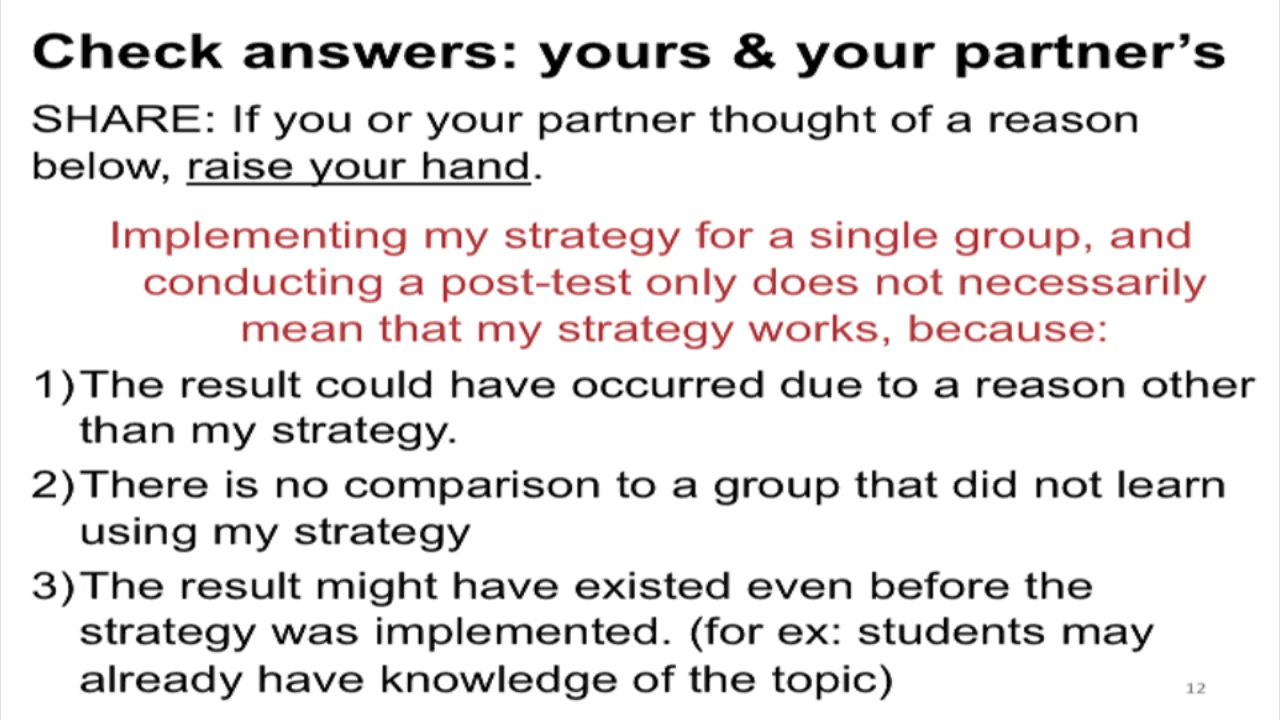 Check answers: yours & your partner’s
SHARE: If you or your partner thought of a reason
below, raise your hand.
Implementing my strategy for a single group, and
conducting a post-test only does not necessarily
mean that my strategy works, because:
1)The result could have occurred due to a reason other
than my strategy.
2)There is no comparison to a group that did not learn
using my strategy
3)The result might have existed even before the
strategy was implemented. (for ex: students may
already have knowledge of the topic)
12